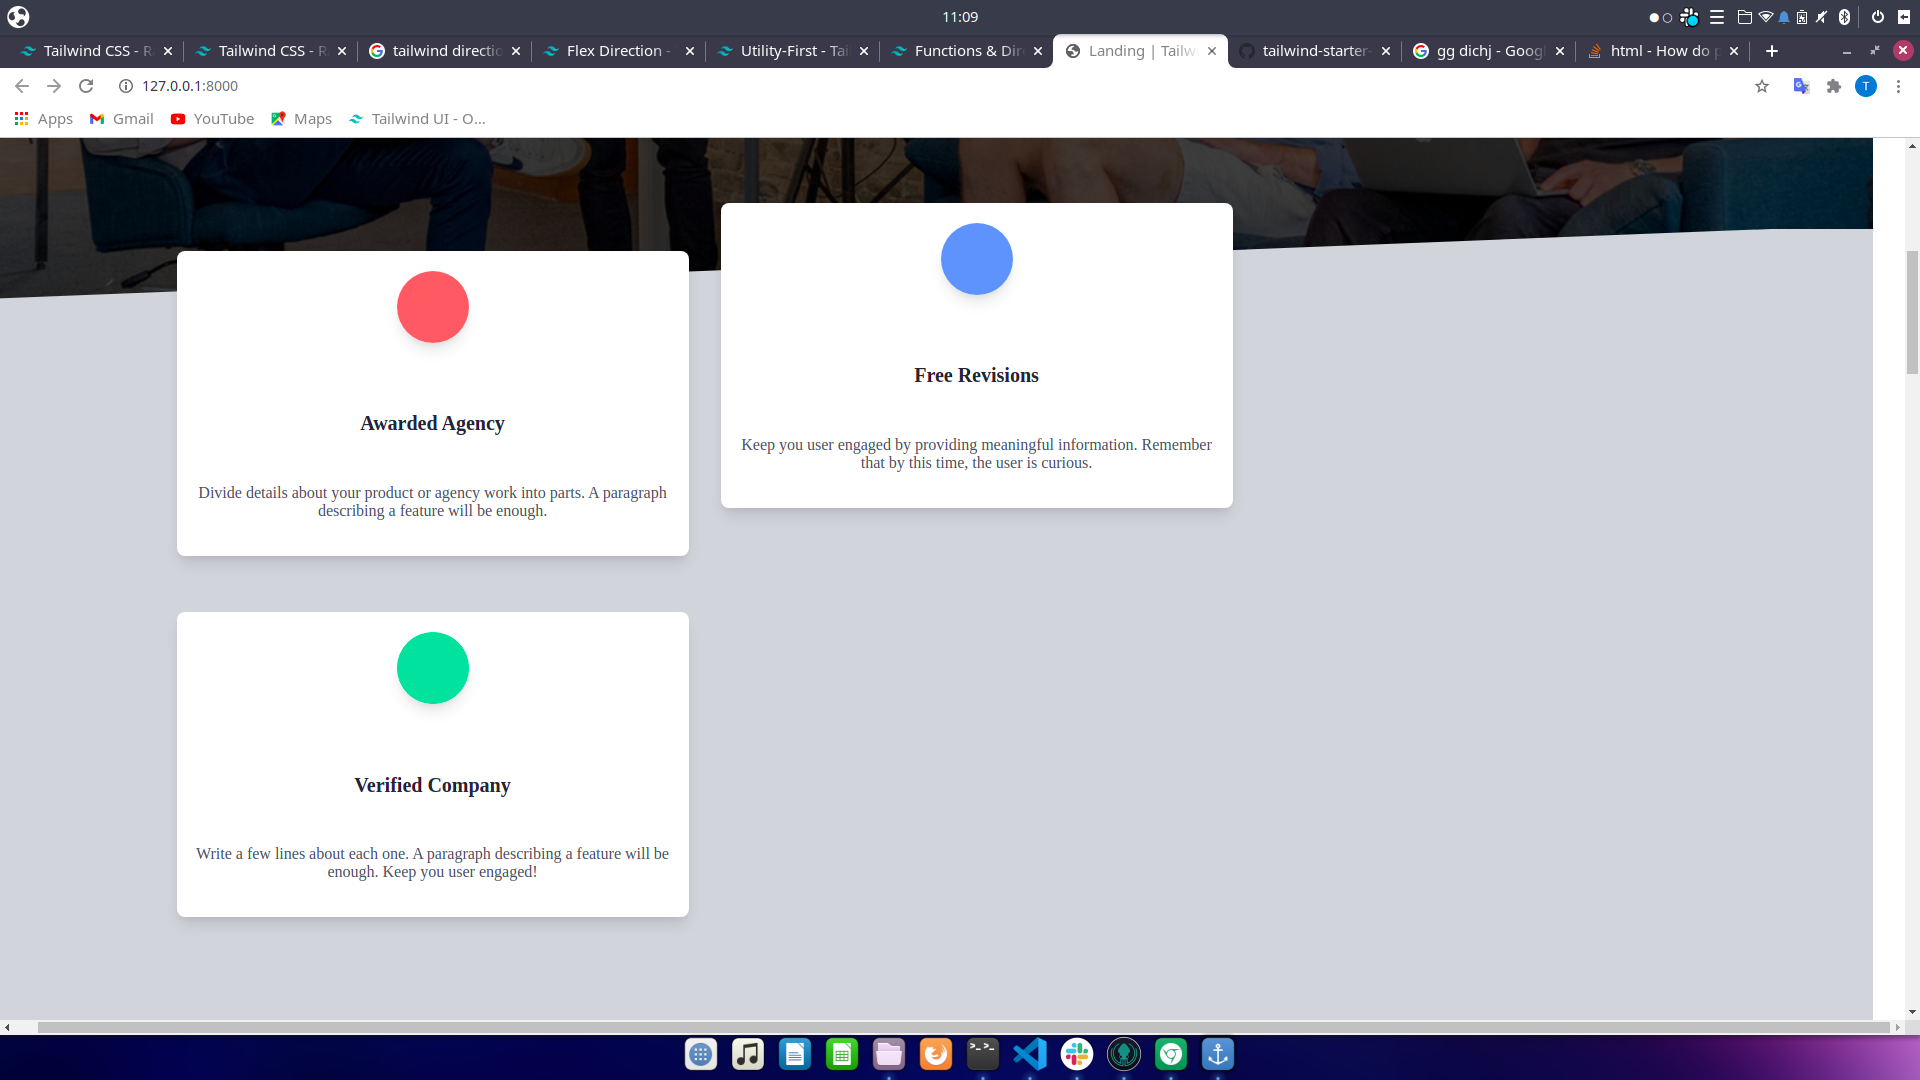 11:09
Tailwind CSS - R
Tailwind CSS - R
tailwind directio
Flex Direction -
Utility-First - Tai
Functions & Dir
Landing | Tailw
tailwind-starter-
gg dichj - Goog
html - How do p
127.0.0.1:8000
T
Apps
Gmail
YouTube
Maps
Tailwind UI - O...
Free Revisions
Keep you user engaged by providing meaningful information. Remember
that by this time, the user is curious.
Awarded Agency
Divide details about your product or agency work into parts. A paragraph
describing a feature will be enough.
Verified Company
Write a few lines about each one. A paragraph describing a feature will be
enough. Keep you user engaged!